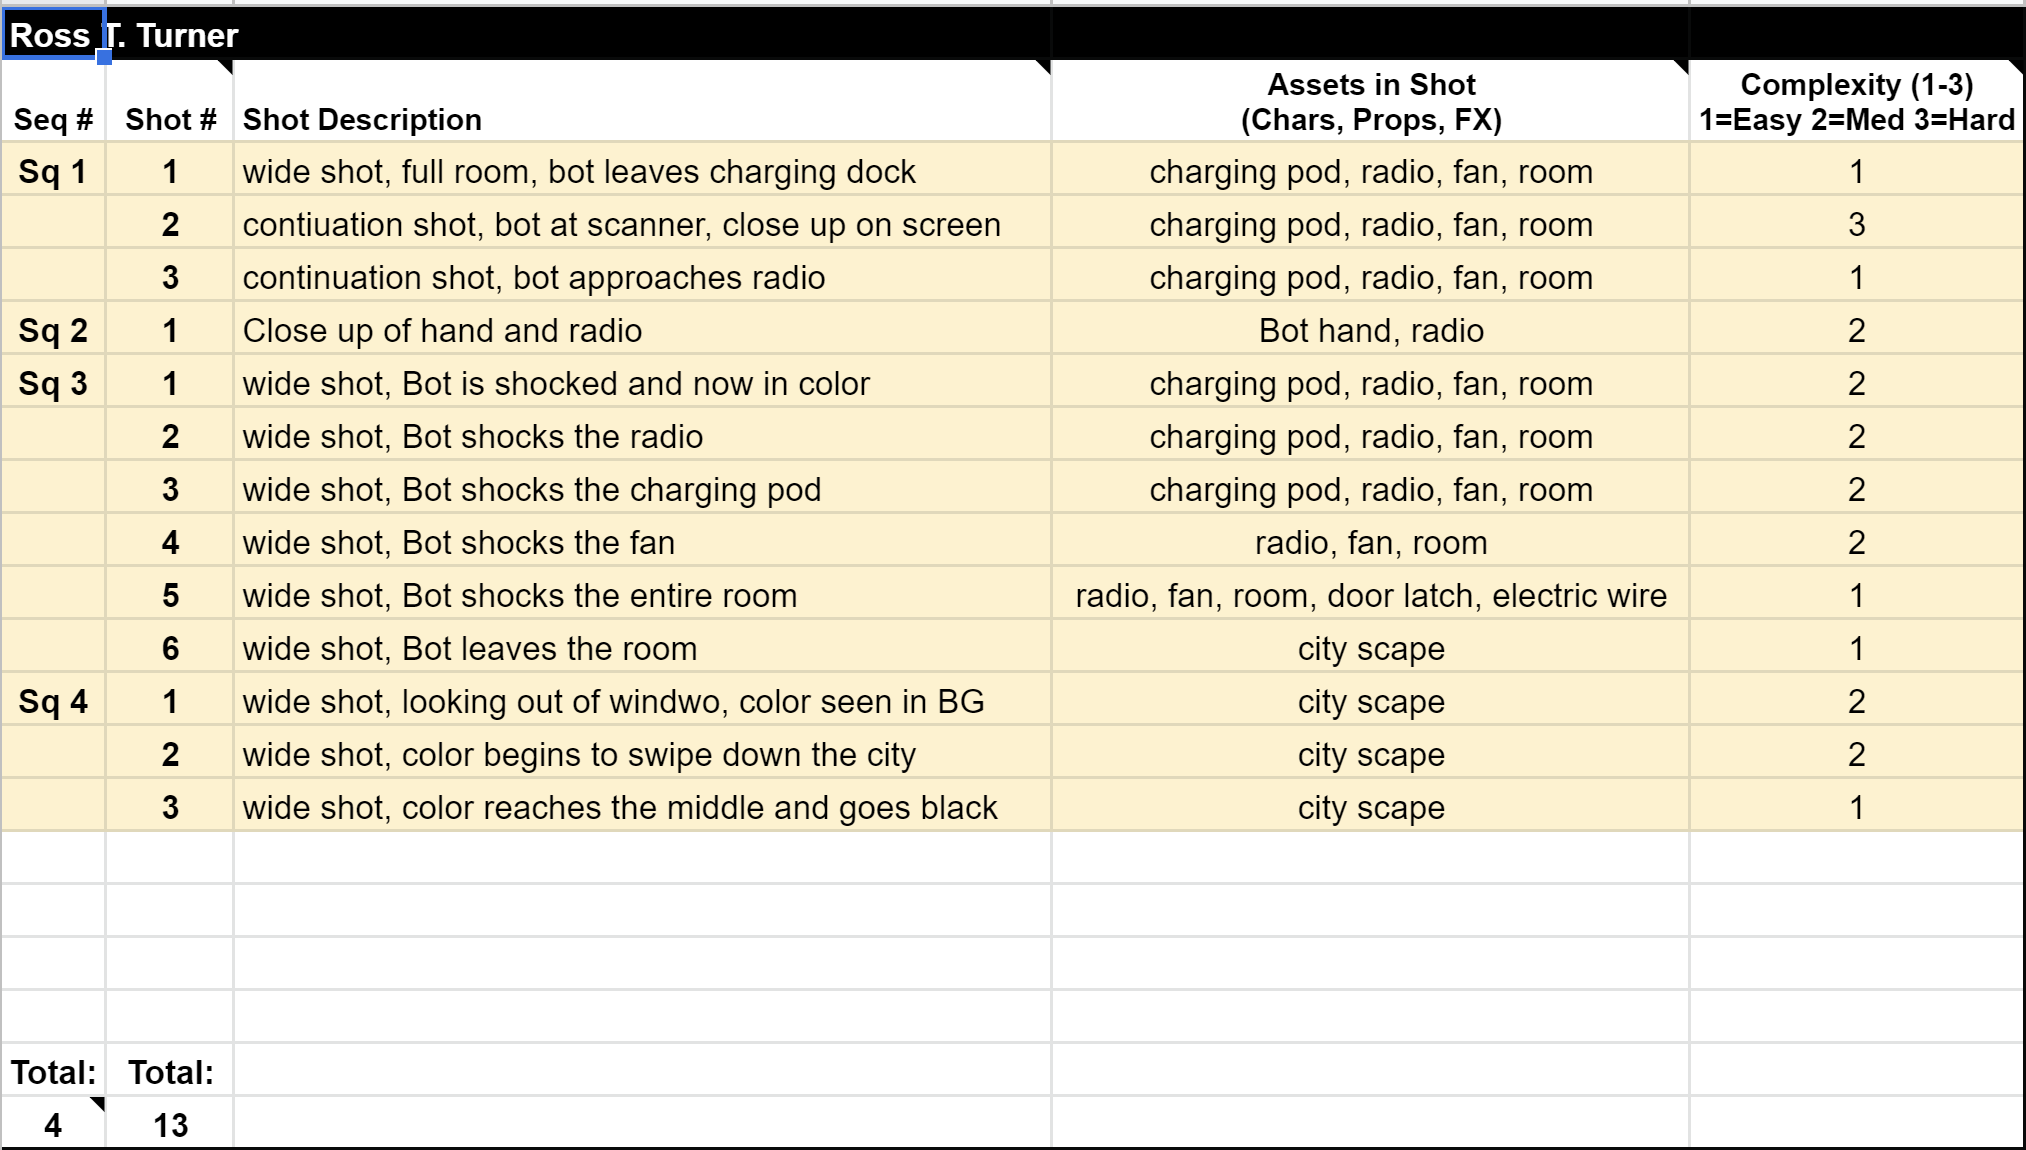 Ross T. Turner
Seq # Shot # Shot Description Assets in Shot (Chars, Props, FX) Complexity (1-3) 1=Easy 2=Med 3=Hard
Sq 1 1 wide shot, full room, bot leaves charging dock charging pod, radio, fan, room 1
2 contiuation shot, bot at scanner, close up on screen charging pod, radio, fan, room 3
3 continuation shot, bot approaches radio charging pod, radio, fan, room 1
Sq 2 1 Close up of hand and radio Bot hand, radio 2
Sq 3 1 wide shot, Bot is shocked and now in color charging pod, radio, fan, room 2
2 wide shot, Bot shocks the radio charging pod, radio, fan, room 2
3 wide shot, Bot shocks the charging pod charging pod, radio, fan, room 2
4 wide shot, Bot shocks the fan radio, fan, room 2
5 wide shot, Bot shocks the entire room radio, fan, room, door latch, electric wire 1
6 wide shot, Bot leaves the room city scape 1
Sq 4 1 wide shot, looking out of windwo, color seen in BG city scape 2
2 wide shot, color begins to swipe down the city city scape 2
3 wide shot, color reaches the middle and goes black city scape 1
Total: Total:
4 13